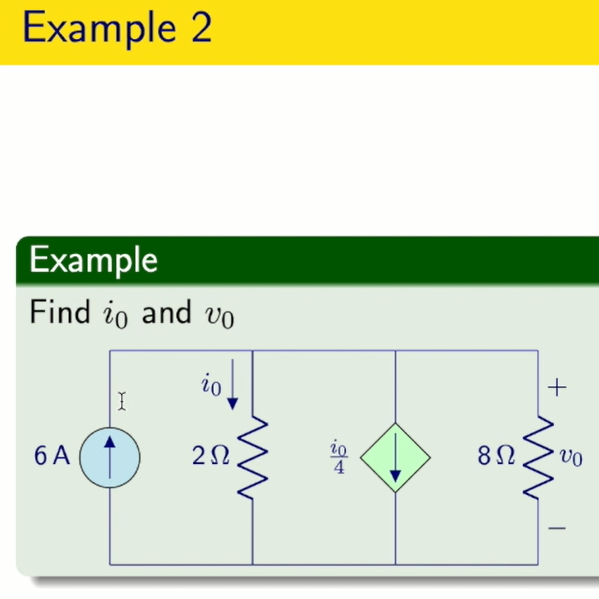 Example 2
Example
Find i₀ and v₀
i₀
6 A
2 Ω
i₀/4
8 Ω
+
v₀
−